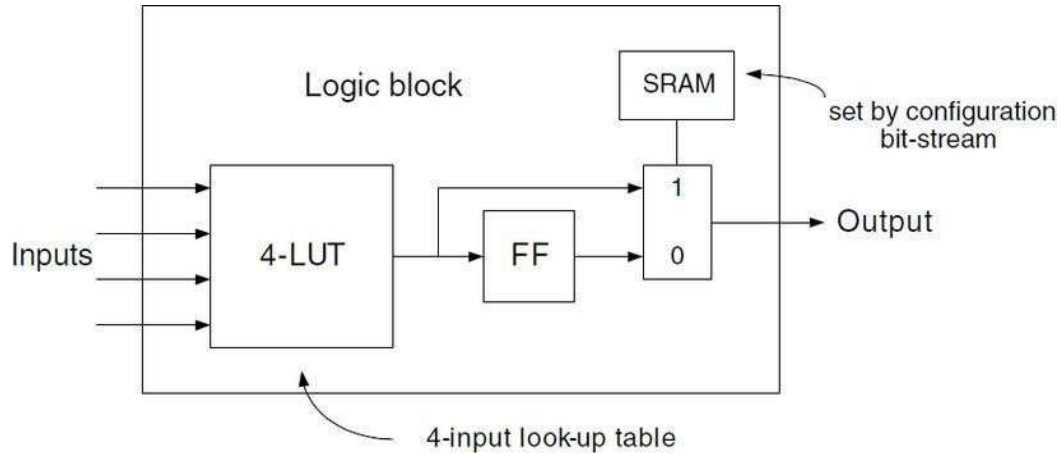 Logic block
SRAM
set by configuration
bit-stream
Inputs
4-LUT
FF
1
0
Output
4-input look-up table